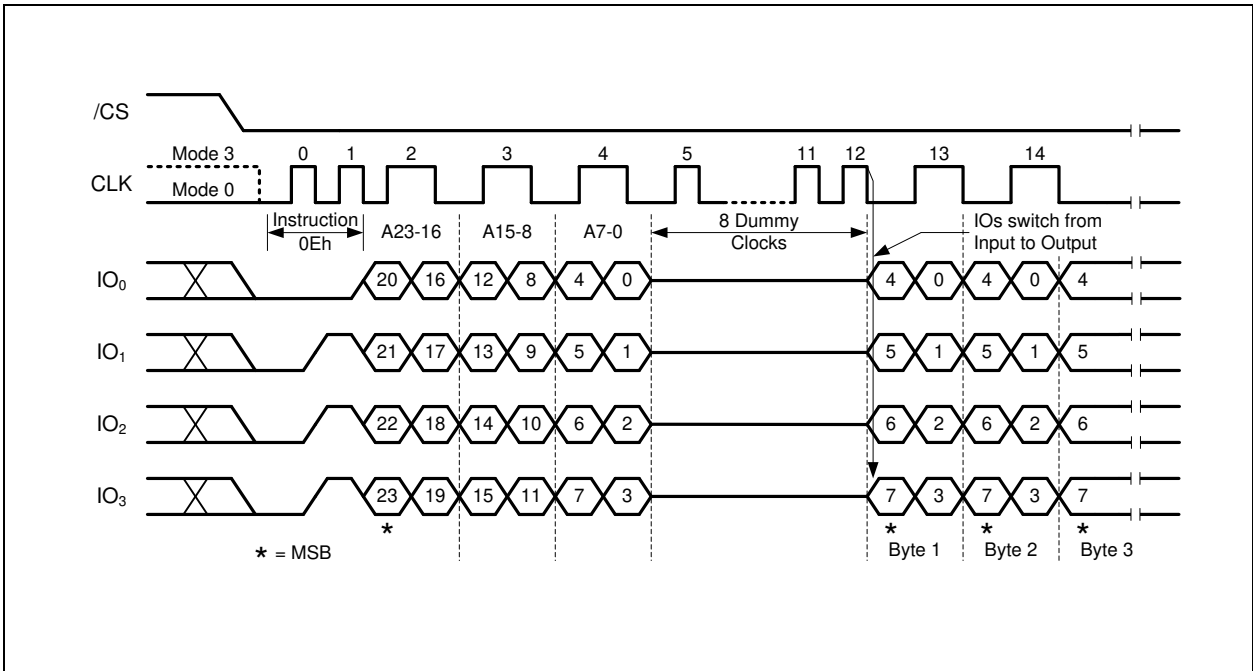 /CS
Mode 3 0 1 2 3 4 5 11 12 13 14
CLK Mode 0
Instruction 0Eh A23-16 A15-8 A7-0 8 Dummy Clocks IOs switch from Input to Output
IO0 20 16 12 8 4 0 4 0 4 0 4
IO1 21 17 13 9 5 1 5 1 5 1 5
IO2 22 18 14 10 6 2 6 2 6 2 6
IO3 23 19 15 11 7 3 7 3 7 3 7
* * * *
* = MSB Byte 1 Byte 2 Byte 3